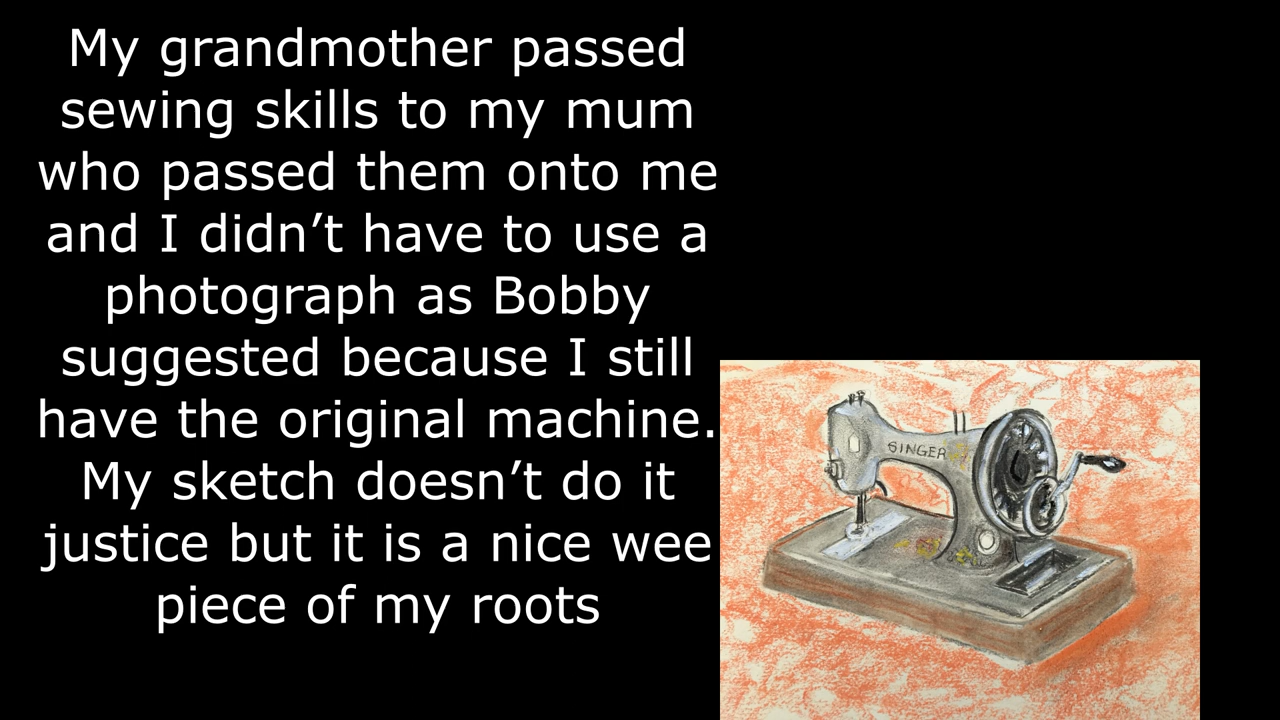 My grandmother passed
sewing skills to my mum
who passed them onto me
and I didn’t have to use a
photograph as Bobby
suggested because I still
have the original machine.
My sketch doesn’t do it
justice but it is a nice wee
piece of my roots
SINGER